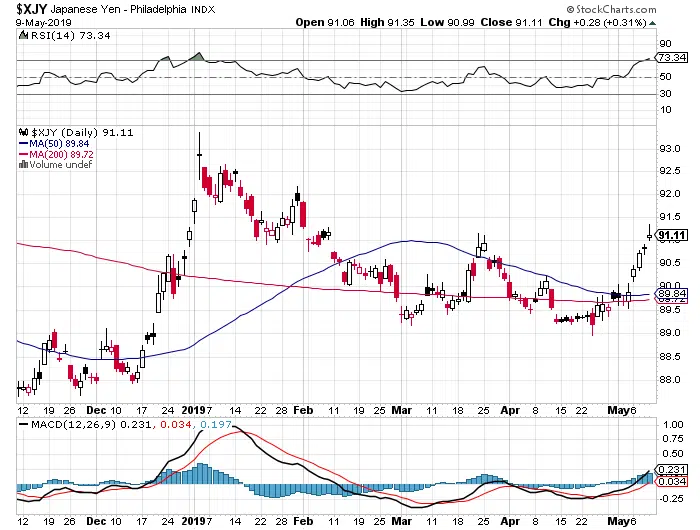 $XJY Japanese Yen - Philadelphia INDX
© StockCharts.com
9-May-2019
Open 91.06 High 91.35 Low 90.99 Close 91.11 Chg +0.28 (+0.31%)
RSI(14) 73.34
90
73.34
50
30
10
$XJY (Daily) 91.11
MA(50) 89.84
MA(200) 89.72
Volume undef
93.0
92.5
92.0
91.5
91.11
90.5
90.0
89.84
89.72
89.5
89.0
88.5
88.0
12 19 26 Dec 10 17 24 2019 7 14 22 28 Feb 11 19 25 Mar 11 18 25 Apr 8 15 22 May 6
MACD(12,26,9) 0.231, 0.034, 0.197
1.00
0.75
0.50
0.231
0.034
-0.25
12 19 26 Dec 10 17 24 2019 7 14 22 28 Feb 11 19 25 Mar 11 18 25 Apr 8 15 22 May 6